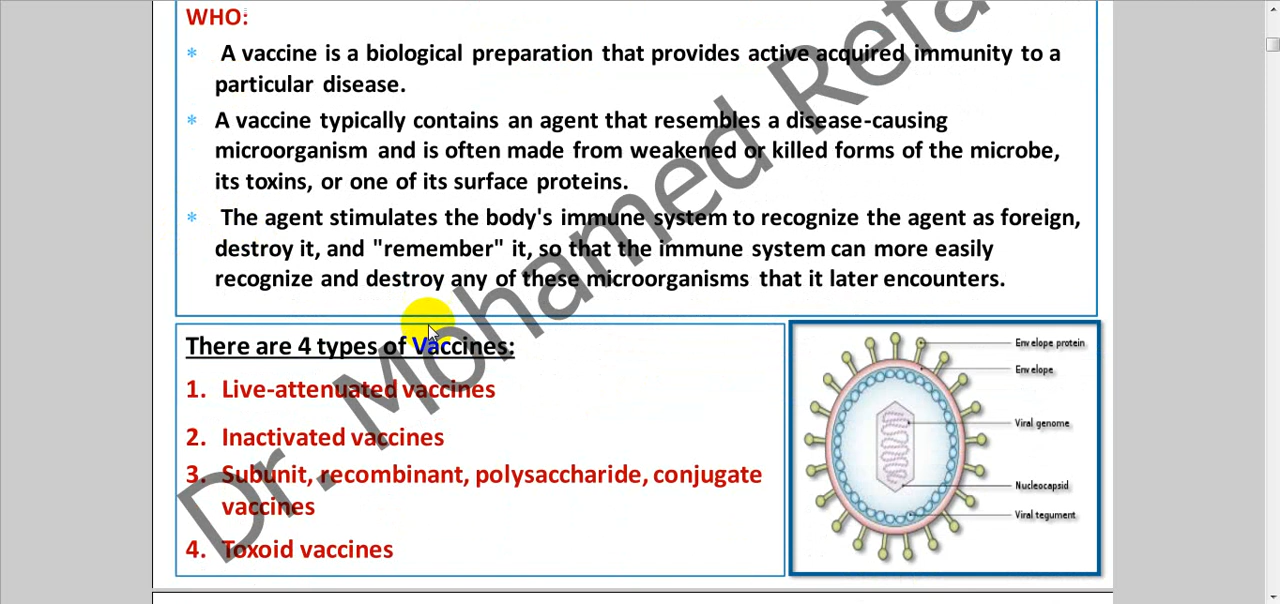 WHO:
* A vaccine is a biological preparation that provides active acquired immunity to a
particular disease.
* A vaccine typically contains an agent that resembles a disease-causing
microorganism and is often made from weakened or killed forms of the microbe,
its toxins, or one of its surface proteins.
* The agent stimulates the body's immune system to recognize the agent as foreign,
destroy it, and "remember" it, so that the immune system can more easily
recognize and destroy any of these microorganisms that it later encounters.
There are 4 types of Vaccines:
1. Live-attenuated vaccines
2. Inactivated vaccines
3. Subunit, recombinant, polysaccharide, conjugate
vaccines
4. Toxoid vaccines
Envelope protein
Envelope
Viral genome
Nucleocapsid
Viral tegument
Dr. Mohamed